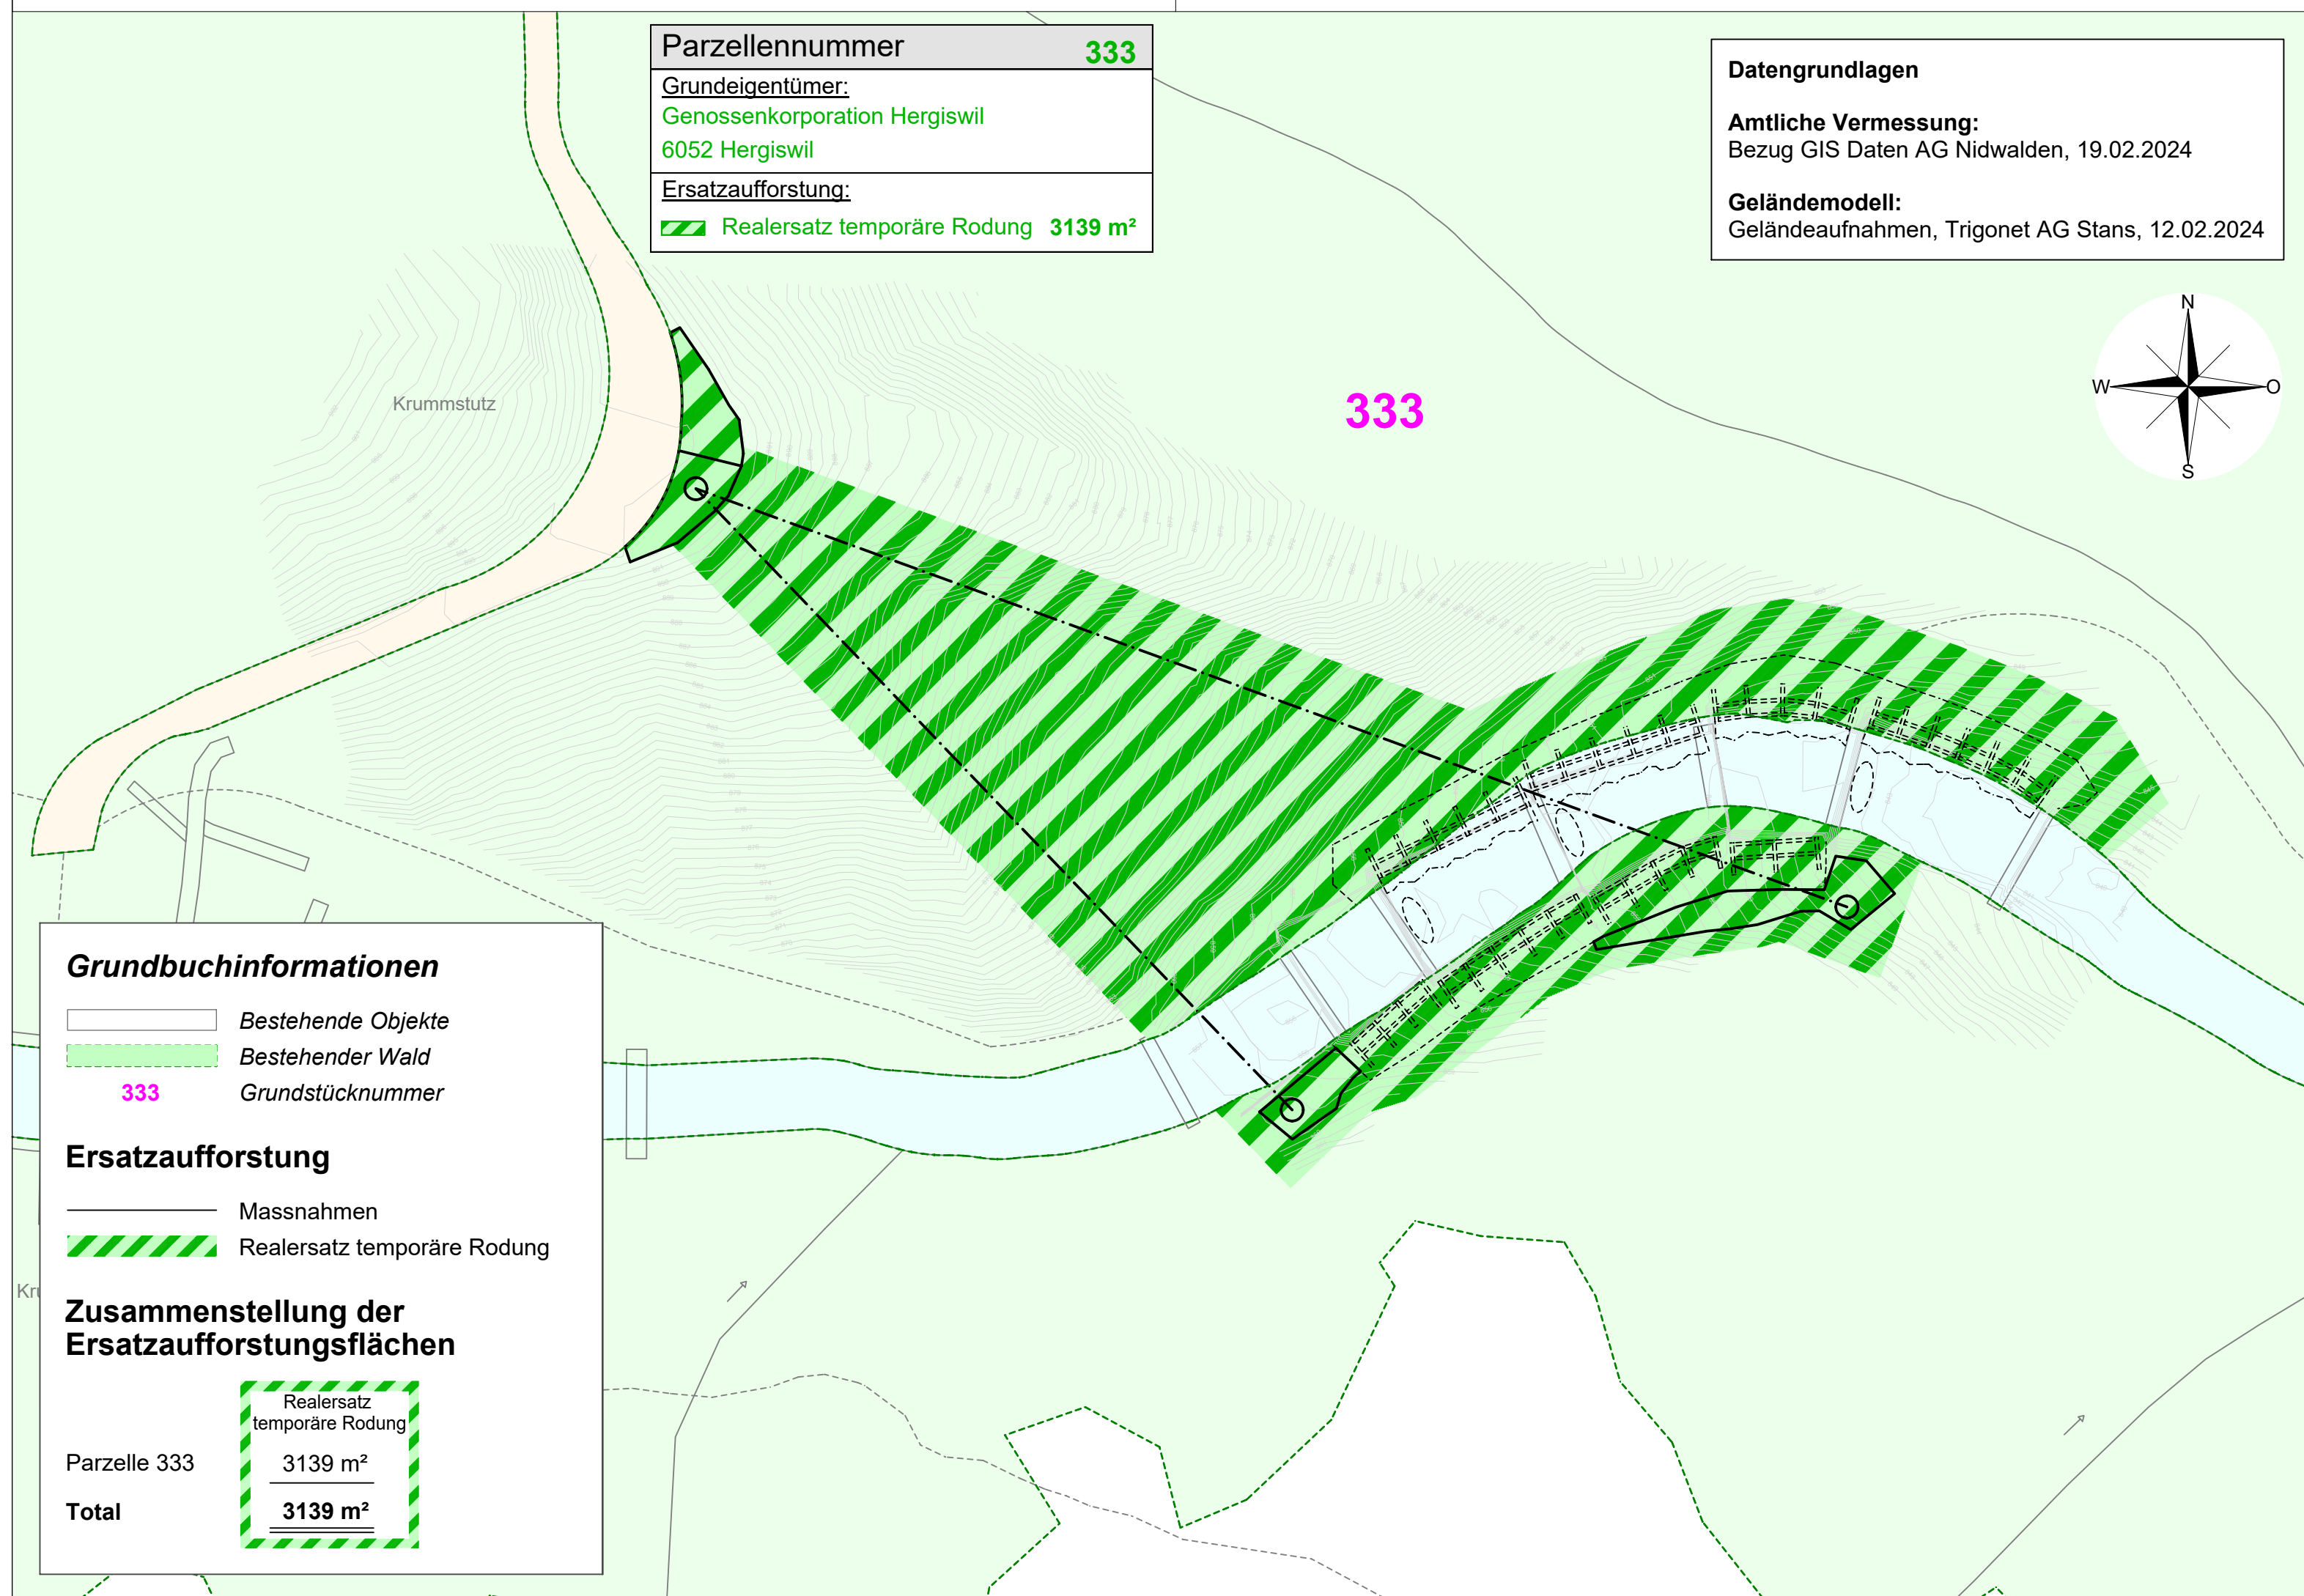 Parzellennummer 333
Grundeigentümer:
Genossenkorporation Hergiswil
6052 Hergiswil
Ersatzaufforstung:
Realersatz temporäre Rodung 3139 m²
Datengrundlagen
Amtliche Vermessung:
Bezug GIS Daten AG Nidwalden, 19.02.2024
Geländemodell:
Geländeaufnahmen, Trigonet AG Stans, 12.02.2024
N
W O
S
333
Krummstutz
Grundbuchinformationen
Bestehende Objekte
Bestehender Wald
333 Grundstücknummer
Ersatzaufforstung
Massnahmen
Realersatz temporäre Rodung
Zusammenstellung der
Ersatzaufforstungsflächen
Realersatz
temporäre Rodung
Parzelle 333 3139 m²
Total 3139 m²